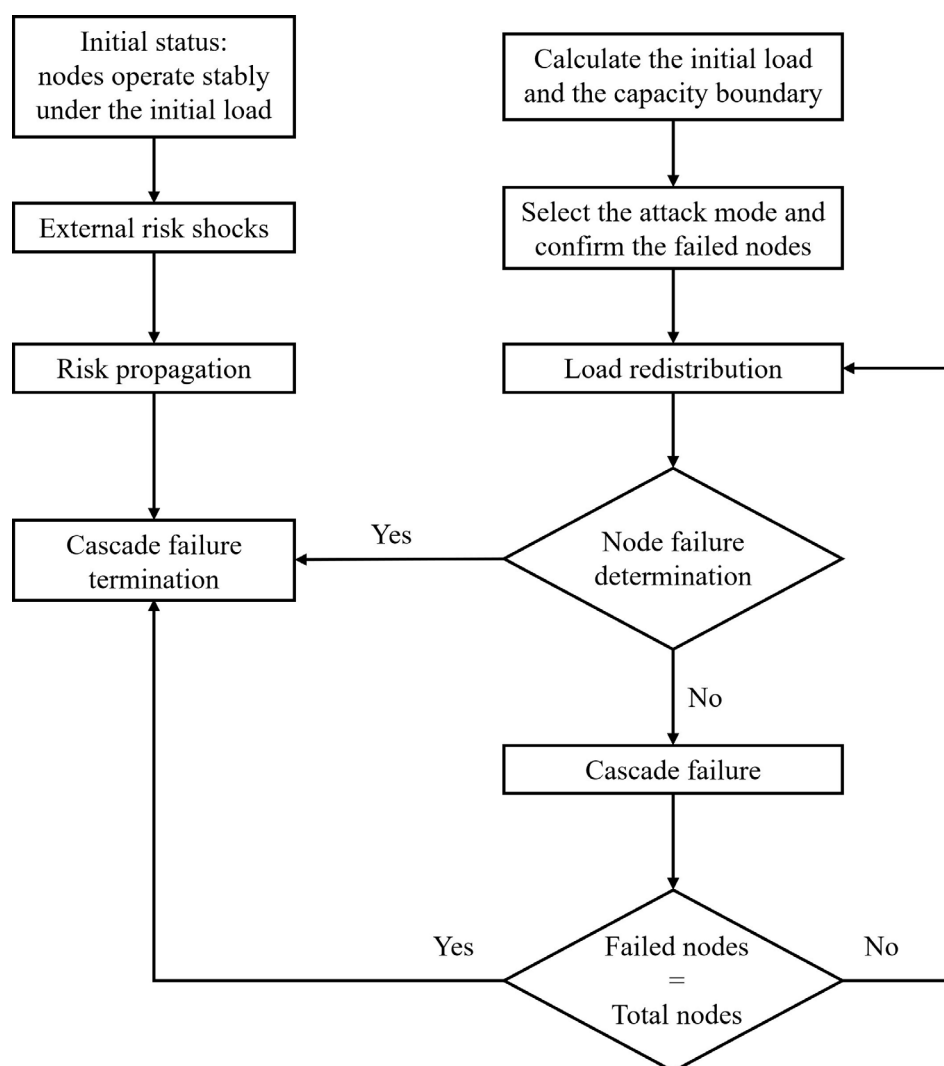 Initial status:
nodes operate stably
under the initial load
External risk shocks
Risk propagation
Cascade failure
termination
Calculate the initial load
and the capacity boundary
Select the attack mode and
confirm the failed nodes
Load redistribution
Node failure
determination
Yes
No
Cascade failure
Failed nodes
=
Total nodes
Yes
No